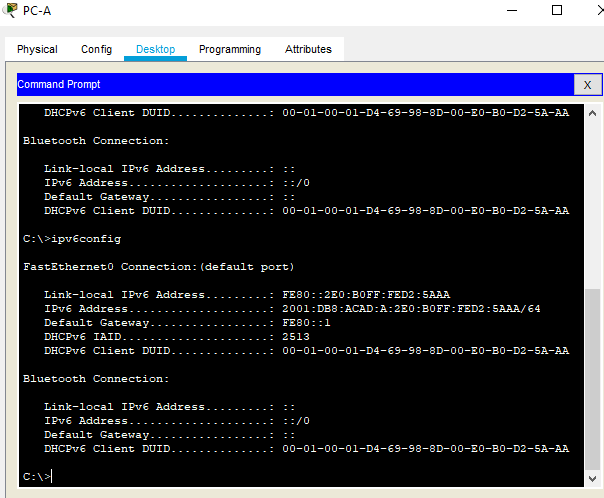 PC-A
Physical Config Desktop Programming Attributes
Command Prompt X
DHCPv6 Client DUID..............: 00-01-00-01-D4-69-98-8D-00-E0-B0-D2-5A-AA
Bluetooth Connection:
Link-local IPv6 Address.........: ::
IPv6 Address....................: ::/0
Default Gateway.................: ::
DHCPv6 Client DUID..............: 00-01-00-01-D4-69-98-8D-00-E0-B0-D2-5A-AA
C:\>ipv6config
FastEthernet0 Connection:(default port)
Link-local IPv6 Address.........: FE80::2E0:B0FF:FED2:5AAA
IPv6 Address....................: 2001:DB8:ACAD:A:2E0:B0FF:FED2:5AAA/64
Default Gateway.................: FE80::1
DHCPv6 IAID.....................: 2513
DHCPv6 Client DUID..............: 00-01-00-01-D4-69-98-8D-00-E0-B0-D2-5A-AA
Bluetooth Connection:
Link-local IPv6 Address.........: ::
IPv6 Address....................: ::/0
Default Gateway.................: ::
DHCPv6 Client DUID..............: 00-01-00-01-D4-69-98-8D-00-E0-B0-D2-5A-AA
C:\>